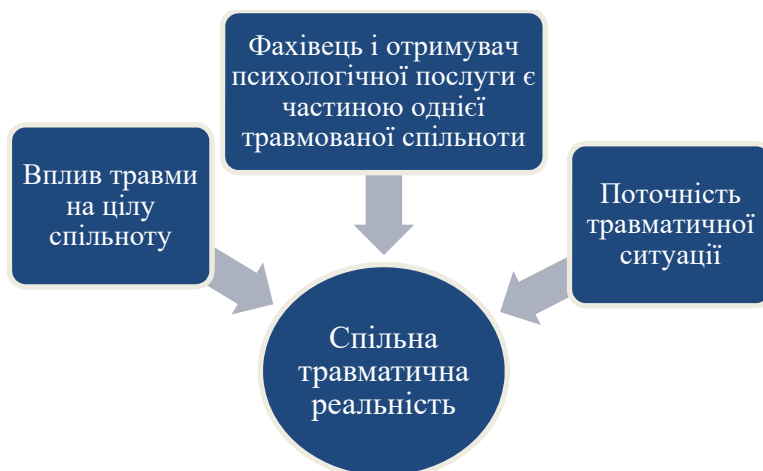 Вплив травми
на цілу
спільноту
Фахівець і отримувач
психологічної послуги є
частиною однієї
травмованої спільноти
Поточність
травматичної
ситуації
Спільна
травматична
реальність